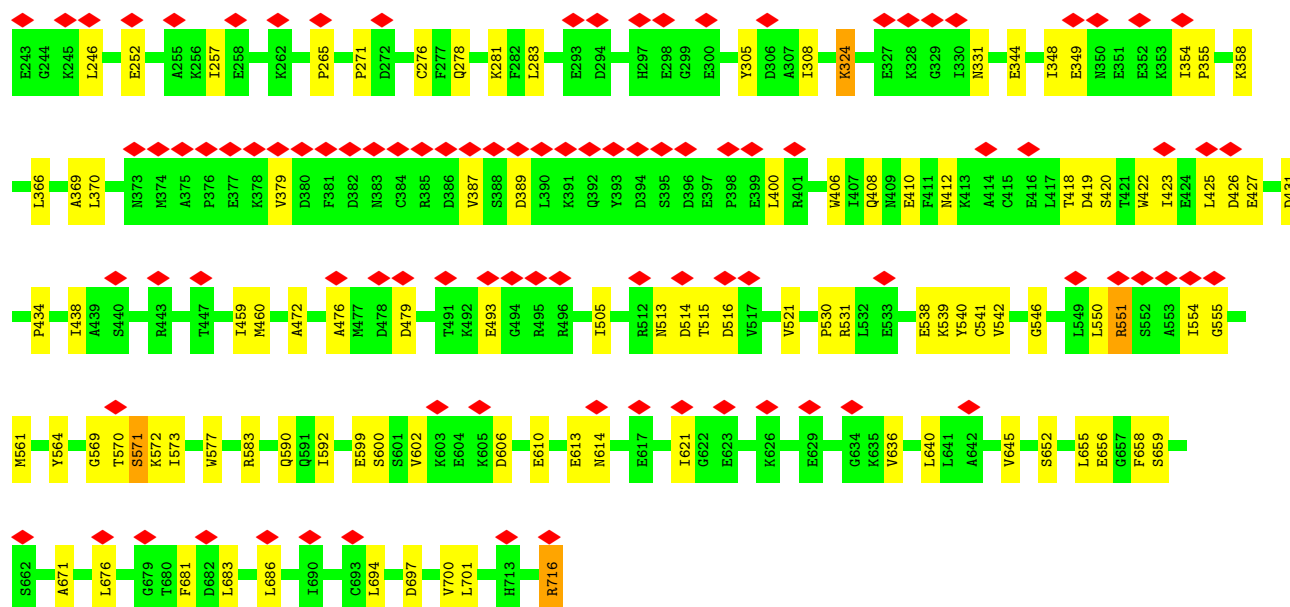 E243 G244 K245 L246 E252 A255 K256 I257 E258 K262 P265 P271 D272 C276 F277 Q278 K281 F282 L283 E293 D294 H297 E298 G299 E300 Y305 D306 A307 I308 K324 E327 K328 G329 I330 N331 E344 I348 E349 N350 E351 E352 K353 I354 P355 K358
L366 A369 L370 N373 M374 A375 P376 E377 K378 V379 D380 F381 D382 N383 C384 R385 D386 V387 S388 D389 L390 K391 Q392 Y393 D394 S395 D396 E397 P398 E399 L400 R401 W406 I407 Q408 N409 E410 F411 N412 K413 A414 C415 E416 L417 T418 D419 S420 T421 W422 I423 E424 L425 D426 E427
P434 I438 A439 S440 R443 T447 I459 M460 A472 A476 M477 D478 D479 T491 K492 E493 G494 R495 R496 I505 R512 N513 D514 T515 D516 V517 V521 P530 R531 L532 E533 E538 K539 Y540 C541 V542 G546 L549 L550 R551 S552 A553 I554 G555
M561 Y564 G569 T570 S571 K572 I573 W577 R583 Q590 Q591 I592 E599 S600 S601 V602 K603 E604 K605 D606 E610 E613 N614 E617 I621 G622 E623 K626 E629 G634 K635 V636 L640 L641 A642 V645 S652 L655 E656 G657 F658 S659
S662 A671 L676 G679 T680 F681 D682 L683 L686 I690 C693 L694 D697 V700 L701 H713 R716